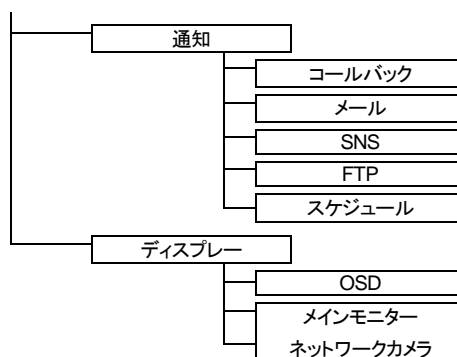 通知
コールバック
メール
SNS
FTP
スケジュール
ディスプレー
OSD
メインモニター
ネットワークカメラ